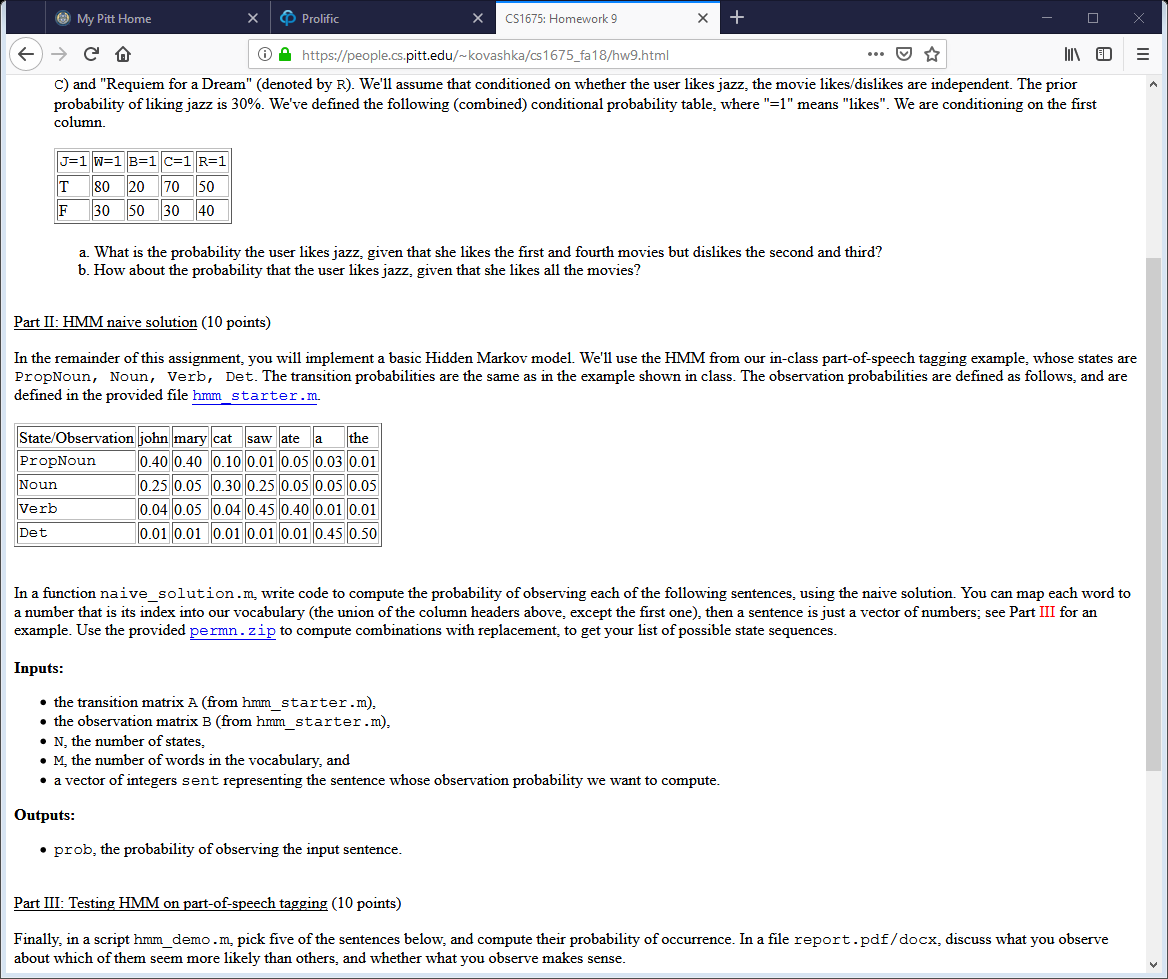 My Pitt Home
Prolific
CS1675: Homework 9
https://people.cs.pitt.edu/~kovashka/cs1675_fa18/hw9.html
C) and "Requiem for a Dream" (denoted by R). We'll assume that conditioned on whether the user likes jazz, the movie likes/dislikes are independent. The prior
probability of liking jazz is 30%. We've defined the following (combined) conditional probability table, where "=1" means "likes". We are conditioning on the first
column.
J=1 W=1 B=1 C=1 R=1
T 80 20 70 50
F 30 50 30 40
a. What is the probability the user likes jazz, given that she likes the first and fourth movies but dislikes the second and third?
b. How about the probability that the user likes jazz, given that she likes all the movies?
Part II: HMM naive solution (10 points)
In the remainder of this assignment, you will implement a basic Hidden Markov model. We'll use the HMM from our in-class part-of-speech tagging example, whose states are
PropNoun, Noun, Verb, Det. The transition probabilities are the same as in the example shown in class. The observation probabilities are defined as follows, and are
defined in the provided file hmm_starter.m.
State/Observation john mary cat saw ate a the
PropNoun 0.40 0.40 0.10 0.01 0.05 0.03 0.01
Noun 0.25 0.05 0.30 0.25 0.05 0.05 0.05
Verb 0.04 0.05 0.04 0.45 0.40 0.01 0.01
Det 0.01 0.01 0.01 0.01 0.01 0.45 0.50
In a function naive_solution.m, write code to compute the probability of observing each of the following sentences, using the naive solution. You can map each word to
a number that is its index into our vocabulary (the union of the column headers above, except the first one), then a sentence is just a vector of numbers; see Part III for an
example. Use the provided permn.zip to compute combinations with replacement, to get your list of possible state sequences.
Inputs:
• the transition matrix A (from hmm_starter.m),
• the observation matrix B (from hmm_starter.m),
• N, the number of states,
• M, the number of words in the vocabulary, and
• a vector of integers sent representing the sentence whose observation probability we want to compute.
Outputs:
• prob, the probability of observing the input sentence.
Part III: Testing HMM on part-of-speech tagging (10 points)
Finally, in a script hmm_demo.m, pick five of the sentences below, and compute their probability of occurrence. In a file report.pdf/docx, discuss what you observe
about which of them seem more likely than others, and whether what you observe makes sense.